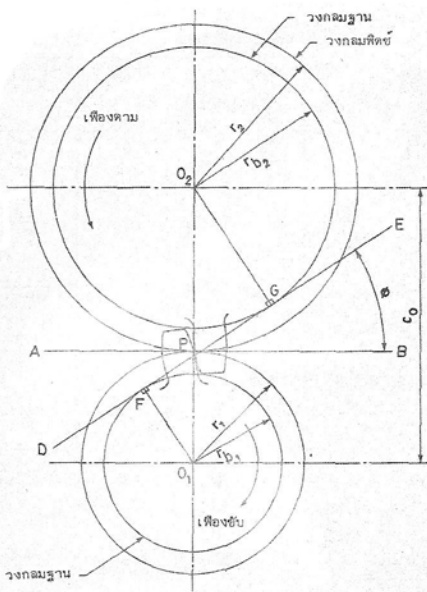 วงกลมฐาน
วงกลมพิตช์
เฟืองตาม
r₂
r_b₂
O₂
E
G
ø
C₀
A
P
B
F
D
r₁
r_b₁
O₁
เฟืองขับ
วงกลมฐาน